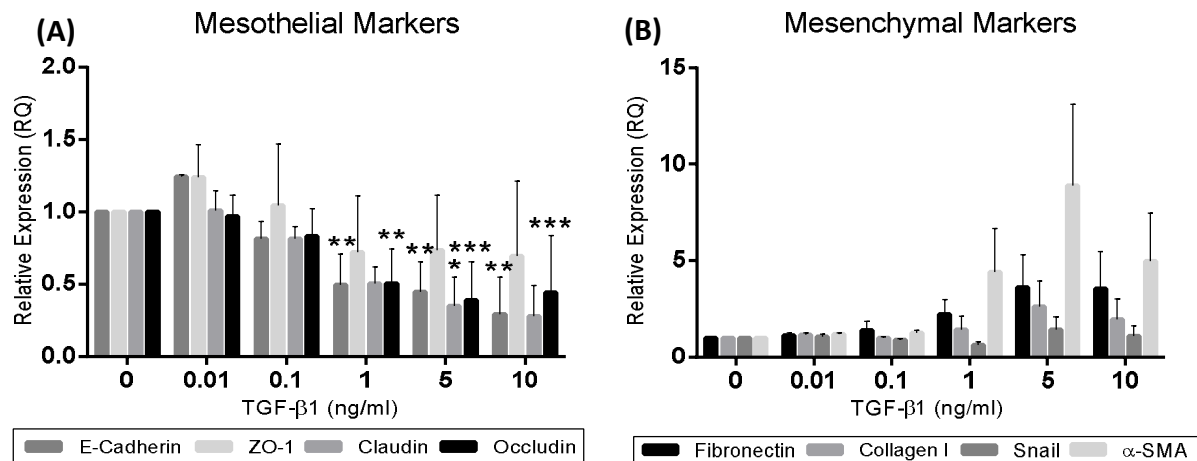 (A) Mesothelial Markers
Relative Expression (RQ)
2.0
1.5
1.0
0.5
0.0
** ** ** * *** ** ***
0 0.01 0.1 1 5 10
TGF-β1 (ng/ml)
E-Cadherin ZO-1 Claudin Occludin
(B) Mesenchymal Markers
Relative Expression (RQ)
15
10
5
0
0 0.01 0.1 1 5 10
TGF-β1 (ng/ml)
Fibronectin Collagen I Snail α-SMA